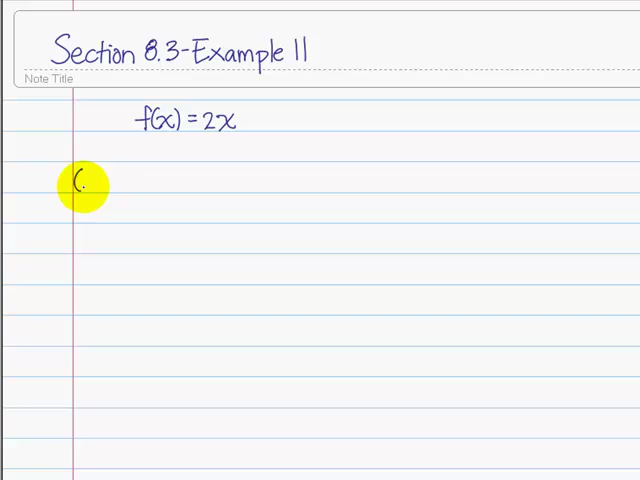 Section 8.3-Example 11
Note Title
f(x) = 2x
(